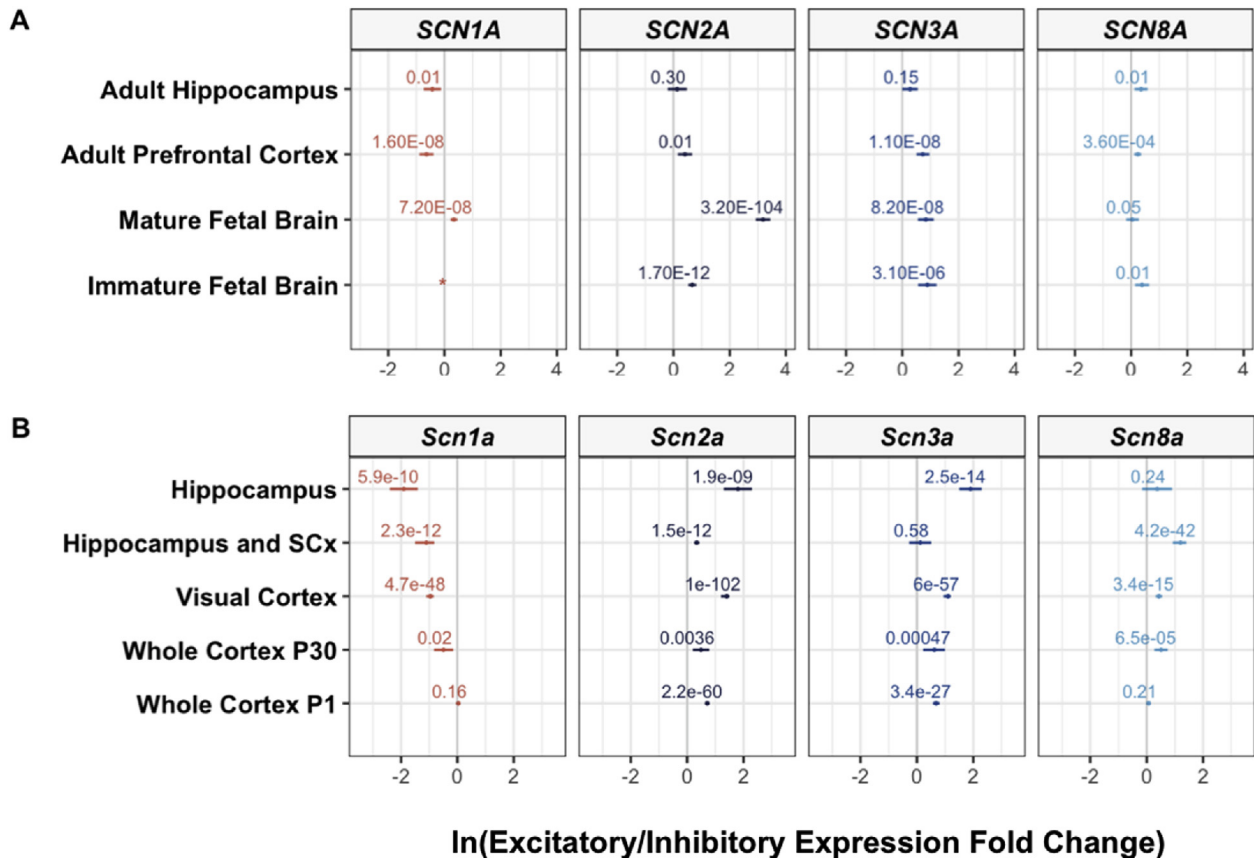 A
SCN1A SCN2A SCN3A SCN8A
Adult Hippocampus 0.01 0.30 0.15 0.01
Adult Prefrontal Cortex 1.60E-08 0.01 1.10E-08 3.60E-04
Mature Fetal Brain 7.20E-08 3.20E-104 8.20E-08 0.05
Immature Fetal Brain * 1.70E-12 3.10E-06 0.01
-2 0 2 4 -2 0 2 4 -2 0 2 4 -2 0 2 4
B
Scn1a Scn2a Scn3a Scn8a
Hippocampus 5.9e-10 1.9e-09 2.5e-14 0.24
Hippocampus and SCx 2.3e-12 1.5e-12 0.58 4.2e-42
Visual Cortex 4.7e-48 1e-102 6e-57 3.4e-15
Whole Cortex P30 0.02 0.0036 0.00047 6.5e-05
Whole Cortex P1 0.16 2.2e-60 3.4e-27 0.21
-2 0 2 -2 0 2 -2 0 2 -2 0 2
ln(Excitatory/Inhibitory Expression Fold Change)